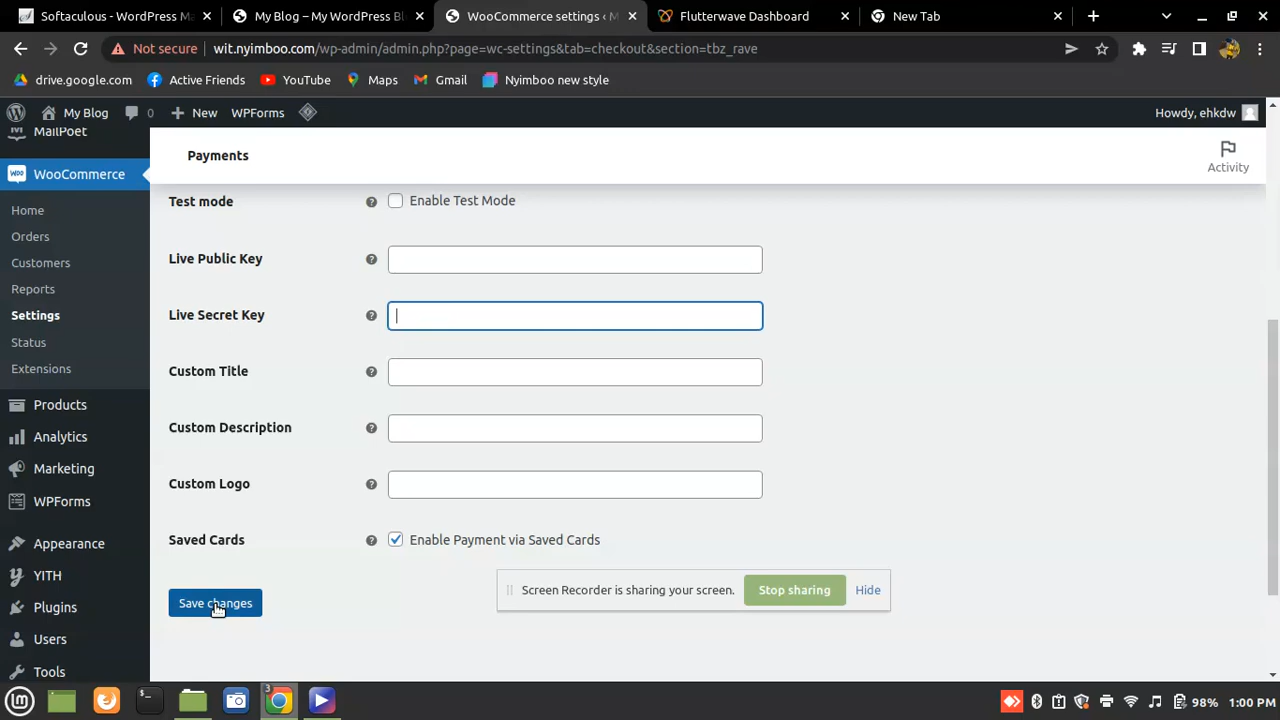 Softaculous - WordPress Ma
My Blog – My WordPress Bl
WooCommerce settings ‹ M
Flutterwave Dashboard
New Tab
Not secure
wit.nyimboo.com/wp-admin/admin.php?page=wc-settings&tab=checkout&section=tbz_rave
drive.google.com
Active Friends
YouTube
Maps
Gmail
Nyimboo new style
My Blog
0
New
WPForms
Howdy, ehkdw
MailPoet
WooCommerce
Home
Orders
Customers
Reports
Settings
Status
Extensions
Products
Analytics
Marketing
WPForms
Appearance
YITH
Plugins
Users
Tools
Payments
Activity
Test mode
Enable Test Mode
Live Public Key
Live Secret Key
Custom Title
Custom Description
Custom Logo
Saved Cards
Enable Payment via Saved Cards
Save changes
Screen Recorder is sharing your screen.
Stop sharing
Hide
3
98%
1:00 PM